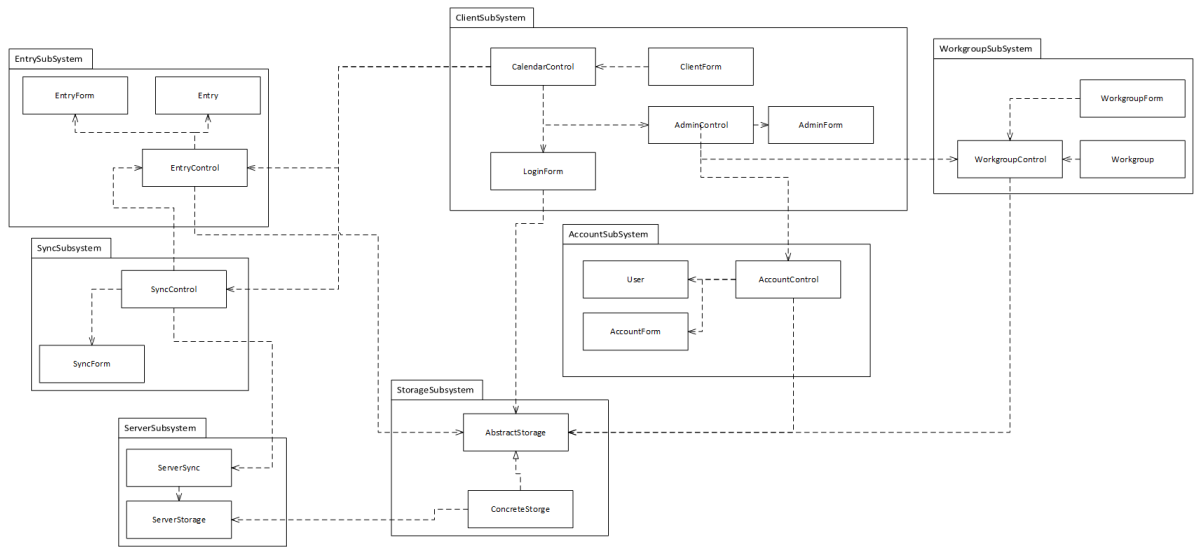 ClientSubSystem
EntrySubSystem
WorkgroupSubSystem
CalendarControl
ClientForm
EntryForm
Entry
WorkgroupForm
AdminControl
AdminForm
EntryControl
LoginForm
WorkgroupControl
Workgroup
AccountSubSystem
SyncSubsystem
User
AccountControl
SyncControl
AccountForm
SyncForm
StorageSubsystem
ServerSubsystem
AbstractStorage
ServerSync
ConcreteStorge
ServerStorage